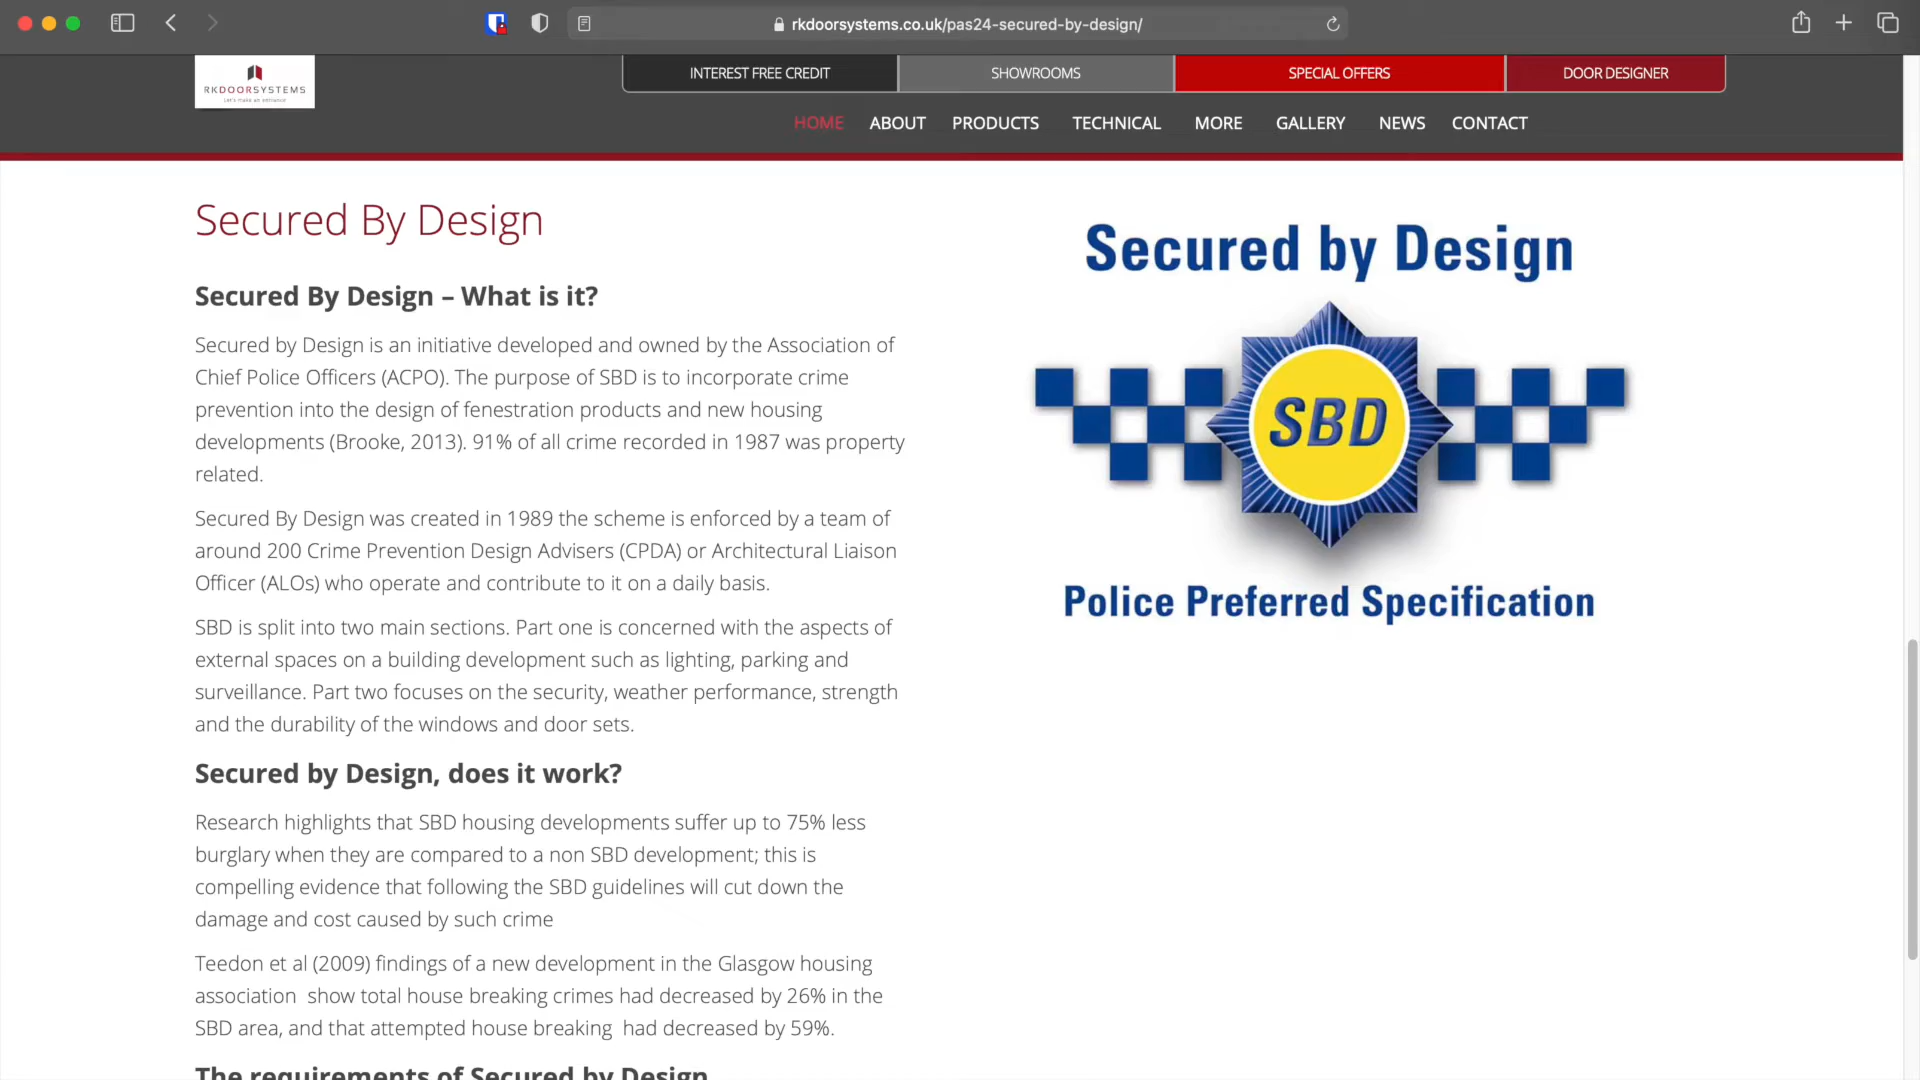 rkdoorsystems.co.uk/pas24-secured-by-design/
RKDOORSYSTEMS
Let's make an entrance
INTEREST FREE CREDIT
SHOWROOMS
SPECIAL OFFERS
DOOR DESIGNER
HOME
ABOUT
PRODUCTS
TECHNICAL
MORE
GALLERY
NEWS
CONTACT
Secured By Design
Secured By Design – What is it?
Secured by Design is an initiative developed and owned by the Association of
Chief Police Officers (ACPO). The purpose of SBD is to incorporate crime
prevention into the design of fenestration products and new housing
developments (Brooke, 2013). 91% of all crime recorded in 1987 was property
related.
Secured By Design was created in 1989 the scheme is enforced by a team of
around 200 Crime Prevention Design Advisers (CPDA) or Architectural Liaison
Officer (ALOs) who operate and contribute to it on a daily basis.
SBD is split into two main sections. Part one is concerned with the aspects of
external spaces on a building development such as lighting, parking and
surveillance. Part two focuses on the security, weather performance, strength
and the durability of the windows and door sets.
Secured by Design, does it work?
Research highlights that SBD housing developments suffer up to 75% less
burglary when they are compared to a non SBD development; this is
compelling evidence that following the SBD guidelines will cut down the
damage and cost caused by such crime
Teedon et al (2009) findings of a new development in the Glasgow housing
association  show total house breaking crimes had decreased by 26% in the
SBD area, and that attempted house breaking  had decreased by 59%.
The requirements of Secured by Design
Secured by Design
SBD
Police Preferred Specification